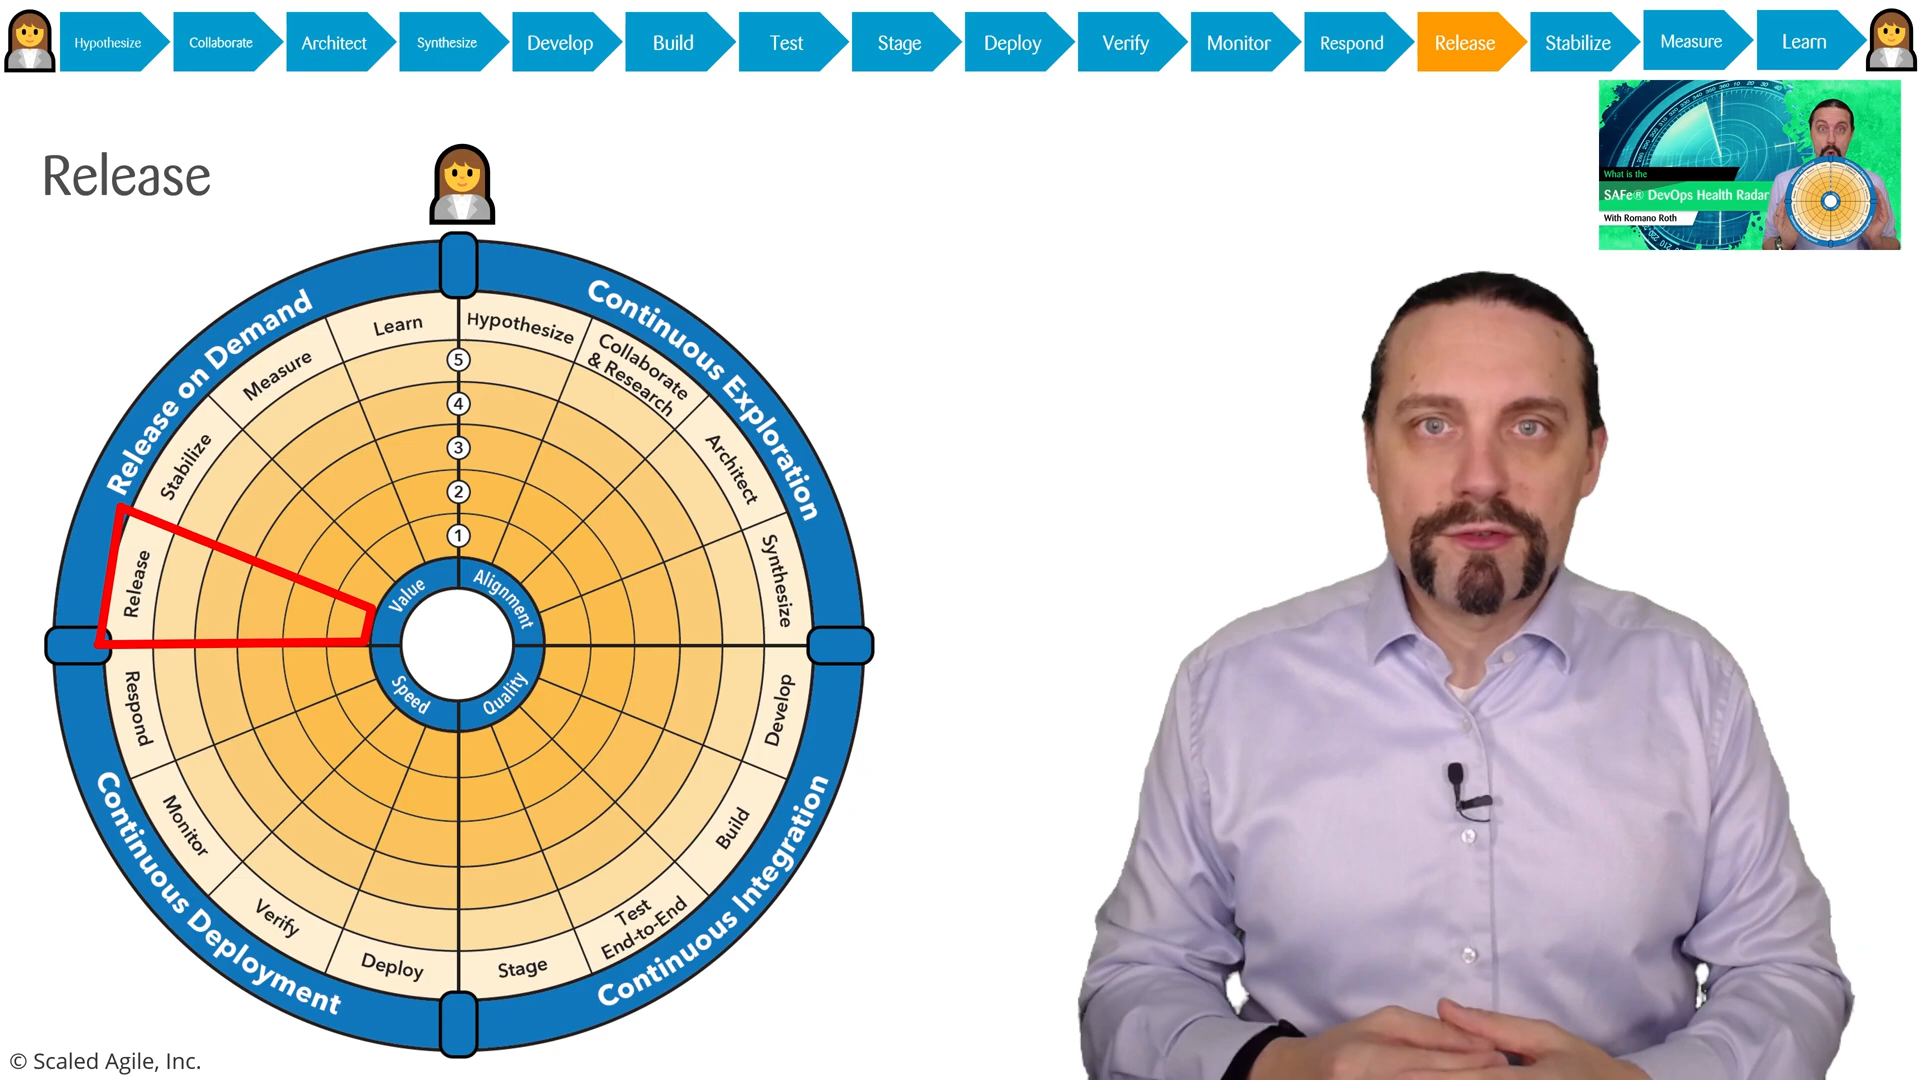 Hypothesize
Collaborate
Architect
Synthesize
Develop
Build
Test
Stage
Deploy
Verify
Monitor
Respond
Release
Stabilize
Measure
Learn
What is the
SAFe® DevOps Health Radar
With Romano Roth
Release
Release on Demand
Continuous Exploration
Continuous Integration
Continuous Deployment
Learn
Hypothesize
Collaborate
& Research
Architect
Synthesize
Develop
Build
Test
End-to-End
Stage
Deploy
Verify
Monitor
Respond
Release
Stabilize
Measure
5
4
3
2
1
Value
Alignment
Quality
Speed
© Scaled Agile, Inc.